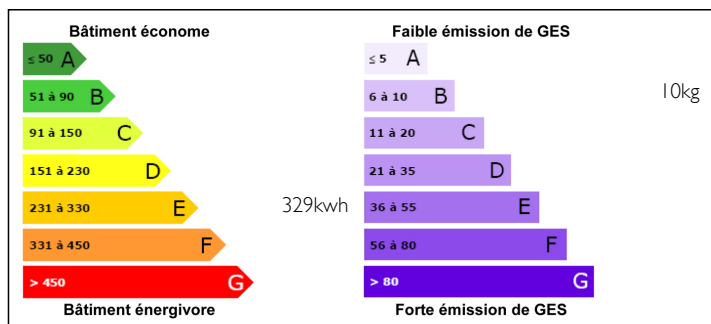 Bâtiment économe
≤ 50 A
51 à 90 B
91 à 150 C
151 à 230 D
231 à 330 E
329kwh
331 à 450 F
> 450 G
Bâtiment énergivore
Faible émission de GES
≤ 5 A
6 à 10 B
10kg
11 à 20 C
21 à 35 D
36 à 55 E
56 à 80 F
> 80 G
Forte émission de GES